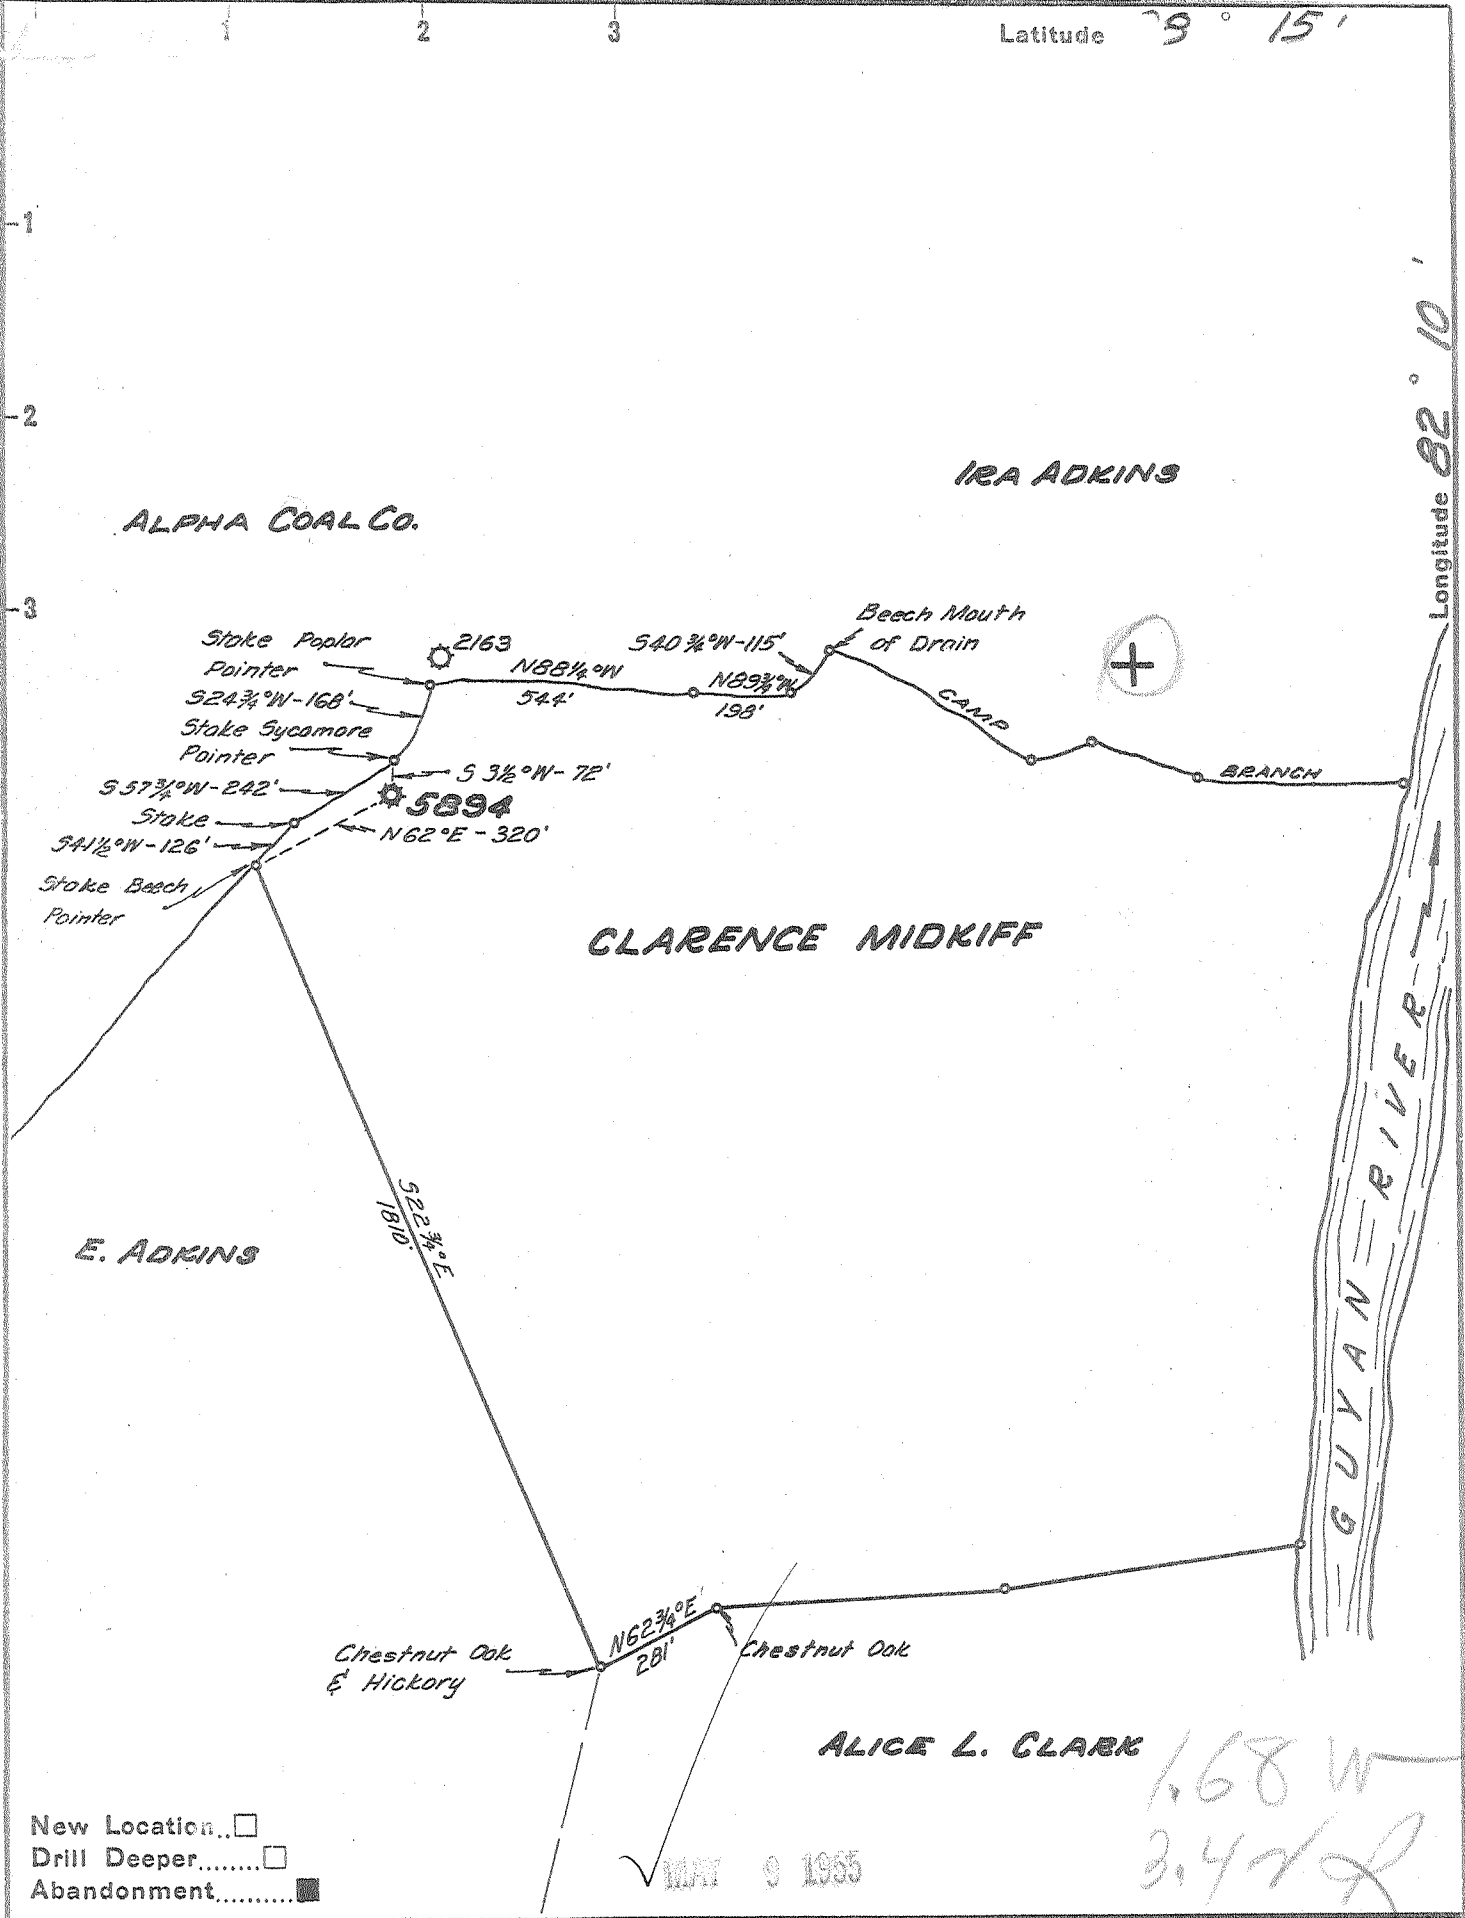 1 2 3 Latitude 15'
1
2
3
Longitude 82° 10'
IRA ADKINS
ALPHA COAL CO.
Beech Mouth
of Drain
S40¾°W-115'
Stake Poplar
Pointer
2163
N88¼°W
544'
N89¾°W
198'
S24¾°W-168'
Stake Sycamore
Pointer
CAMP
BRANCH
S 3½°W-72'
S57¾°W-242'
5894
Stake
N62°E-320'
S41½°W-126'
Stake Beech
Pointer
CLARENCE MIDKIFF
GUYAN RIVER
S22¾°E
1810'
E. ADKINS
N62¾°E
281'
Chestnut Oak
& Hickory
Chestnut Oak
ALICE L. CLARK
1.68 W
New Location..
Drill Deeper........
Abandonment..........
MAY 9 1965